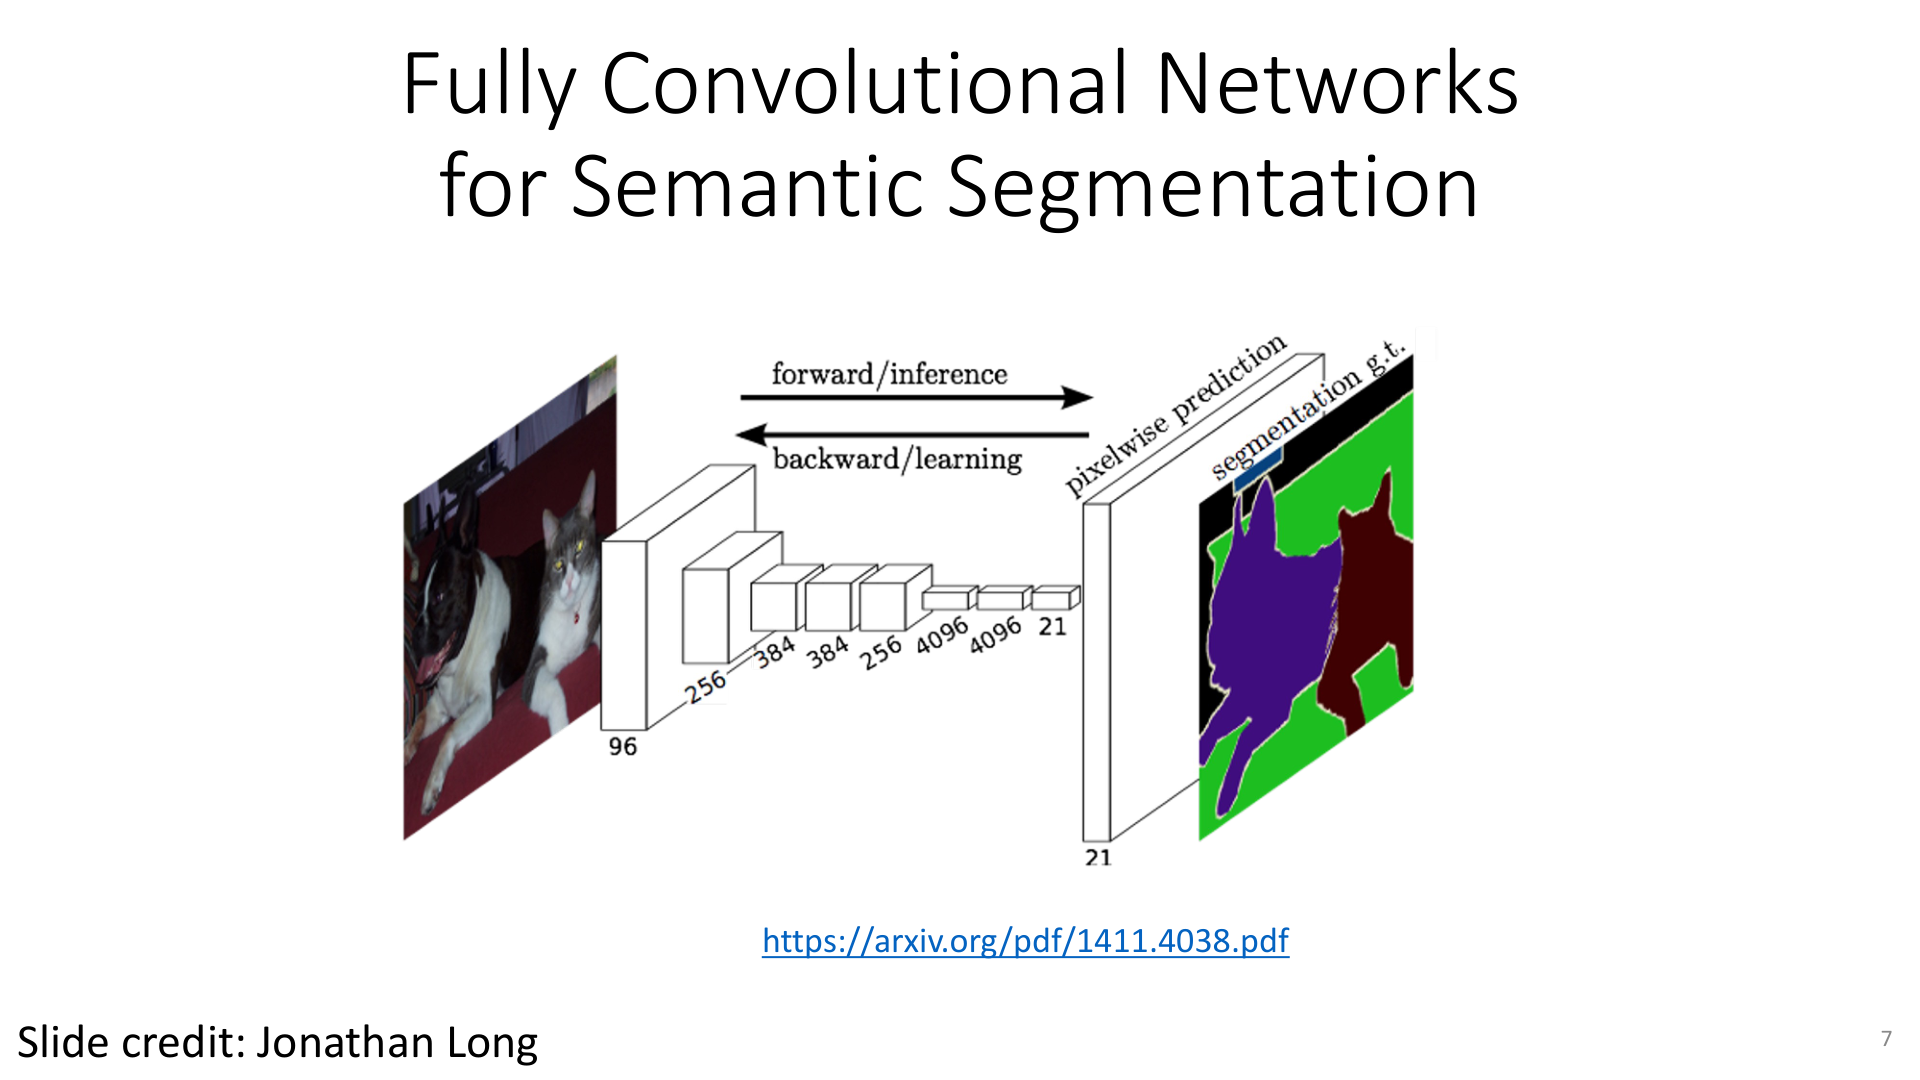 Fully Convolutional Networks
for Semantic Segmentation
forward/inference
backward/learning
pixelwise prediction
segmentation g.t.
96
256
384
384
256
4096
4096
21
21
https://arxiv.org/pdf/1411.4038.pdf
Slide credit: Jonathan Long
7